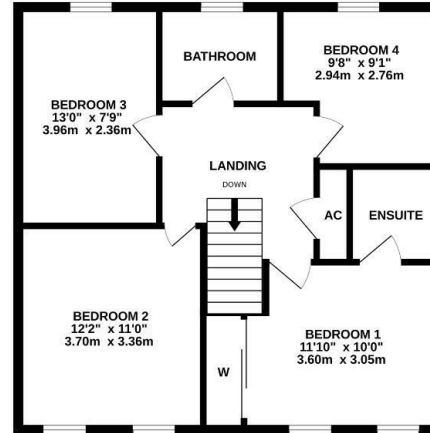 BATHROOM
BEDROOM 4
9'8" x 9'1"
2.94m x 2.76m
BEDROOM 3
13'0" x 7'9"
3.96m x 2.36m
LANDING
DOWN
AC
ENSUITE
BEDROOM 2
12'2" x 11'0"
3.70m x 3.36m
W
BEDROOM 1
11'10" x 10'0"
3.60m x 3.05m